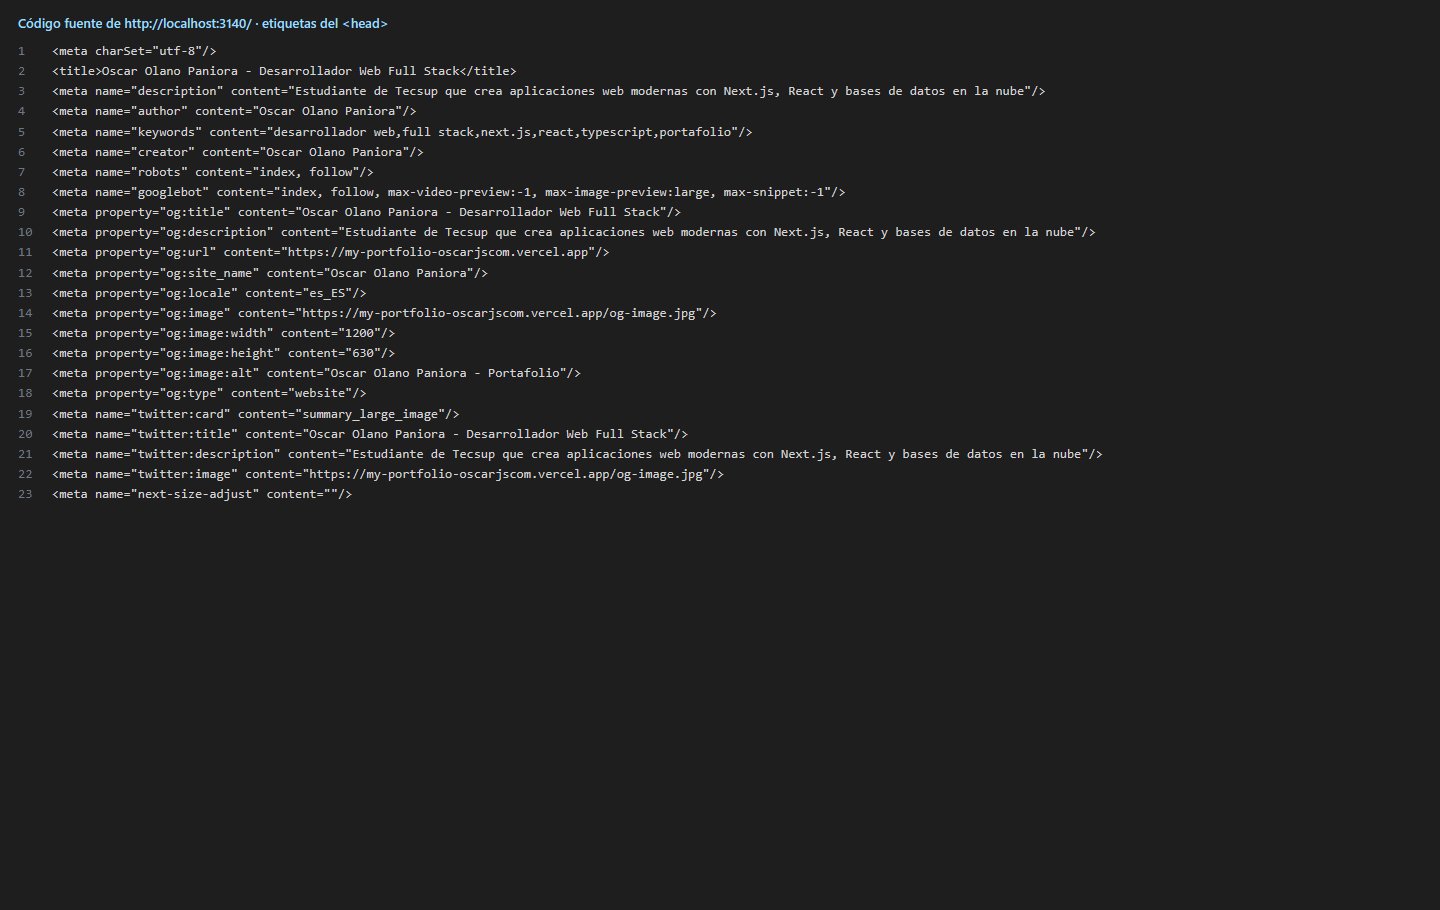 Código fuente de http://localhost:3140/ · etiquetas del <head>
1 <meta charSet="utf-8"/>
2 <title>Oscar Olano Paniora - Desarrollador Web Full Stack</title>
3 <meta name="description" content="Estudiante de Tecsup que crea aplicaciones web modernas con Next.js, React y bases de datos en la nube"/>
4 <meta name="author" content="Oscar Olano Paniora"/>
5 <meta name="keywords" content="desarrollador web,full stack,next.js,react,typescript,portafolio"/>
6 <meta name="creator" content="Oscar Olano Paniora"/>
7 <meta name="robots" content="index, follow"/>
8 <meta name="googlebot" content="index, follow, max-video-preview:-1, max-image-preview:large, max-snippet:-1"/>
9 <meta property="og:title" content="Oscar Olano Paniora - Desarrollador Web Full Stack"/>
10 <meta property="og:description" content="Estudiante de Tecsup que crea aplicaciones web modernas con Next.js, React y bases de datos en la nube"/>
11 <meta property="og:url" content="https://my-portfolio-oscarjscom.vercel.app"/>
12 <meta property="og:site_name" content="Oscar Olano Paniora"/>
13 <meta property="og:locale" content="es_ES"/>
14 <meta property="og:image" content="https://my-portfolio-oscarjscom.vercel.app/og-image.jpg"/>
15 <meta property="og:image:width" content="1200"/>
16 <meta property="og:image:height" content="630"/>
17 <meta property="og:image:alt" content="Oscar Olano Paniora - Portafolio"/>
18 <meta property="og:type" content="website"/>
19 <meta name="twitter:card" content="summary_large_image"/>
20 <meta name="twitter:title" content="Oscar Olano Paniora - Desarrollador Web Full Stack"/>
21 <meta name="twitter:description" content="Estudiante de Tecsup que crea aplicaciones web modernas con Next.js, React y bases de datos en la nube"/>
22 <meta name="twitter:image" content="https://my-portfolio-oscarjscom.vercel.app/og-image.jpg"/>
23 <meta name="next-size-adjust" content=""/>